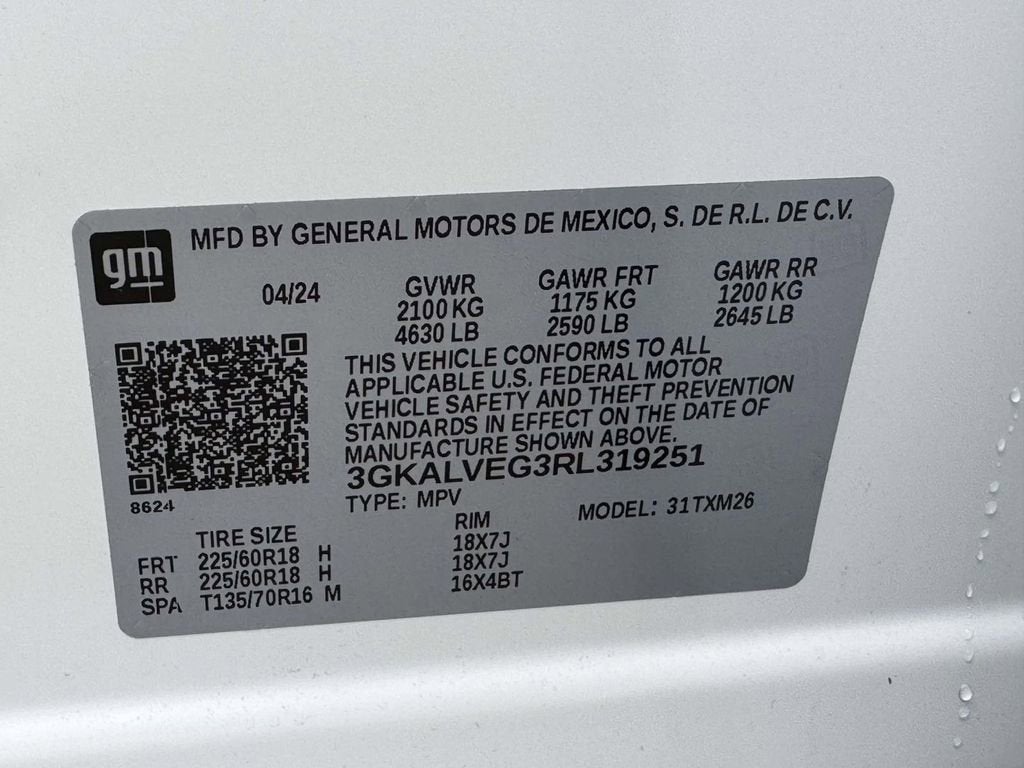 gm
MFD BY GENERAL MOTORS DE MEXICO, S. DE R.L. DE C.V.
04/24
GVWR
2100 KG
4630 LB
GAWR FRT
1175 KG
2590 LB
GAWR RR
1200 KG
2645 LB
THIS VEHICLE CONFORMS TO ALL
APPLICABLE U.S. FEDERAL MOTOR
VEHICLE SAFETY AND THEFT PREVENTION
STANDARDS IN EFFECT ON THE DATE OF
MANUFACTURE SHOWN ABOVE.
3GKALVEG3RL319251
8624
TYPE: MPV
MODEL: 31TXM26
TIRE SIZE RIM
FRT 225/60R18 H 18X7J
RR 225/60R18 H 18X7J
SPA T135/70R16 M 16X4BT